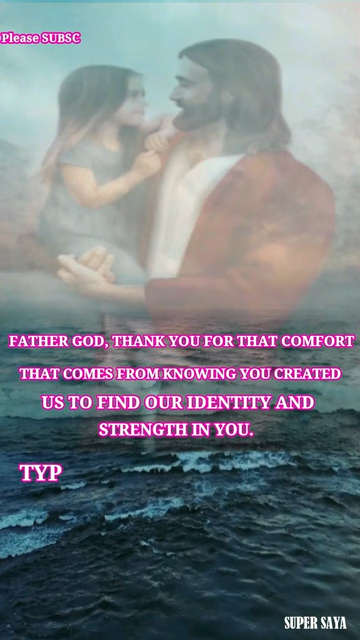 Please SUBSC
FATHER GOD, THANK YOU FOR THAT COMFORT
THAT COMES FROM KNOWING YOU CREATED
US TO FIND OUR IDENTITY AND
STRENGTH IN YOU.
TYP
SUPER SAYA